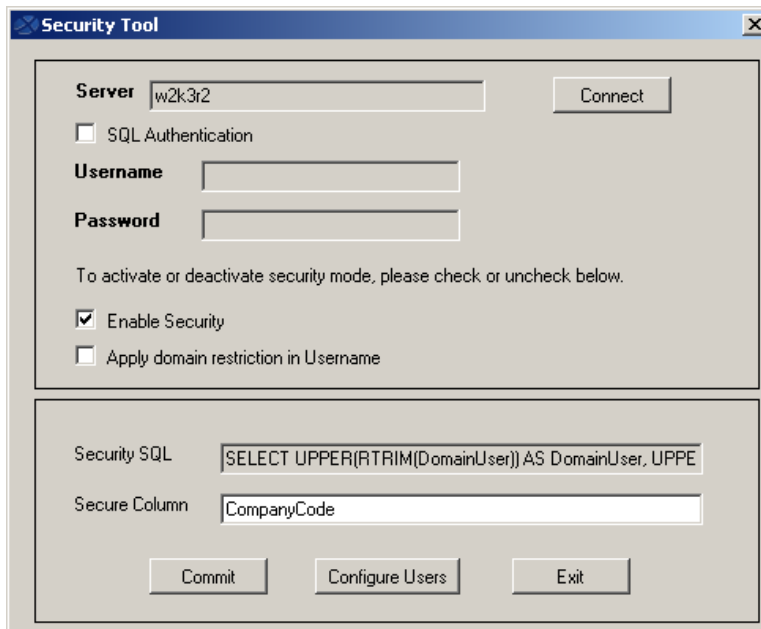 Security Tool
Server w2k3r2 Connect
SQL Authentication
Username
Password
To activate or deactivate security mode, please check or uncheck below.
Enable Security
Apply domain restriction in Username
Security SQL SELECT UPPER(RTRIM(DomainUser)) AS DomainUser, UPPE
Secure Column CompanyCode
Commit Configure Users Exit